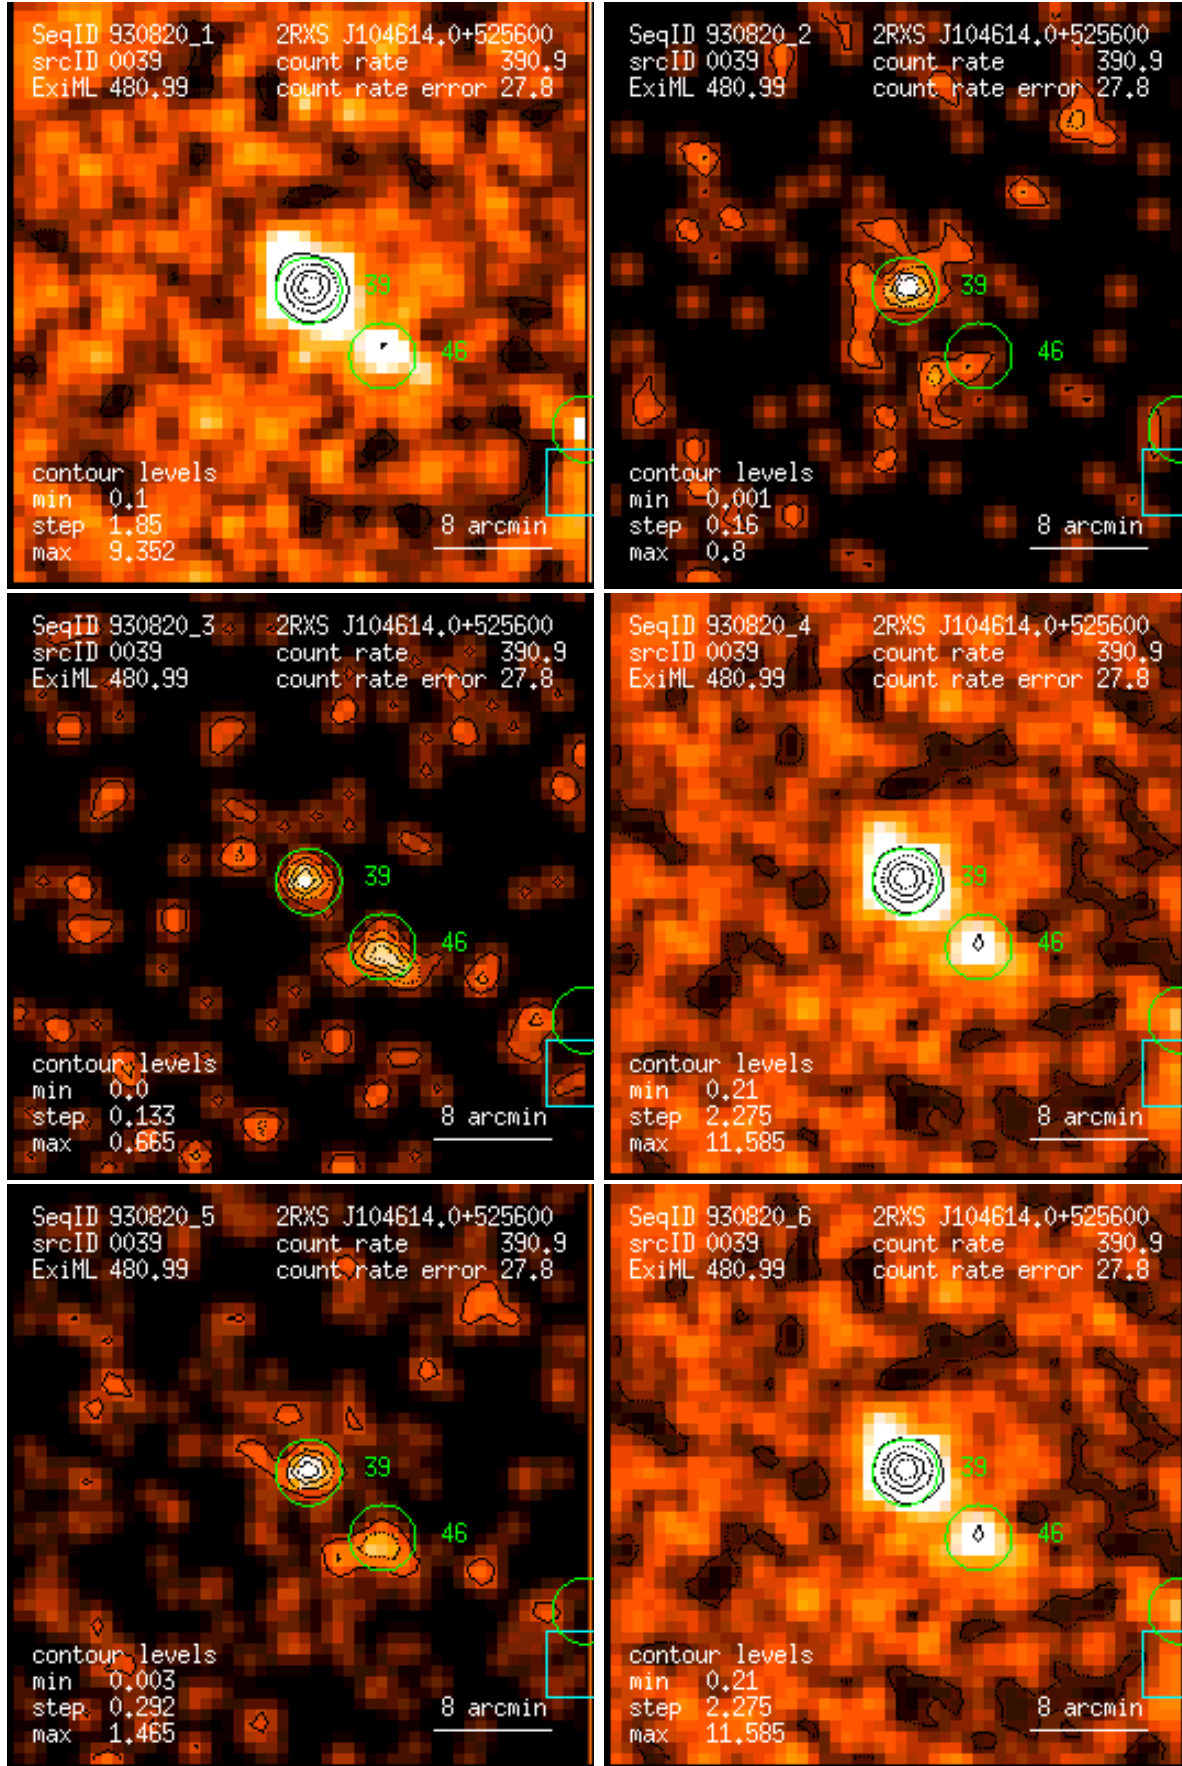 SeqID 930820_1 2RXS J104614.0+525600
srcID 0039 count rate 390.9
ExiML 480.99 count rate error 27.8
39
46
contour levels
min 0.1
step 1.85 8 arcmin
max 9.352
SeqID 930820_2 2RXS J104614.0+525600
srcID 0039 count rate 390.9
ExiML 480.99 count rate error 27.8
39
46
contour levels
min 0.001
step 0.16 8 arcmin
max 0.8
SeqID 930820_3 2RXS J104614.0+525600
srcID 0039 count rate 390.9
ExiML 480.99 count rate error 27.8
39
46
contour levels
min 0.0
step 0.133 8 arcmin
max 0.665
SeqID 930820_4 2RXS J104614.0+525600
srcID 0039 count rate 390.9
ExiML 480.99 count rate error 27.8
39
46
contour levels
min 0.21
step 2.275 8 arcmin
max 11.585
SeqID 930820_5 2RXS J104614.0+525600
srcID 0039 count rate 390.9
ExiML 480.99 count rate error 27.8
39
46
contour levels
min 0.003
step 0.292 8 arcmin
max 1.465
SeqID 930820_6 2RXS J104614.0+525600
srcID 0039 count rate 390.9
ExiML 480.99 count rate error 27.8
39
46
contour levels
min 0.21
step 2.275 8 arcmin
max 11.585